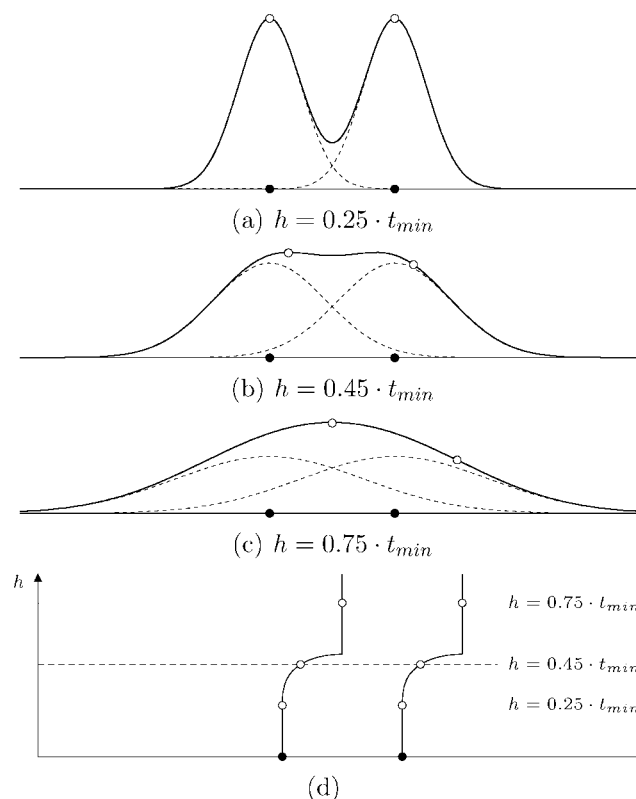 (a) h = 0.25 · t_min
(b) h = 0.45 · t_min
(c) h = 0.75 · t_min
h
h = 0.75 · t_min
h = 0.45 · t_min
h = 0.25 · t_min
(d)